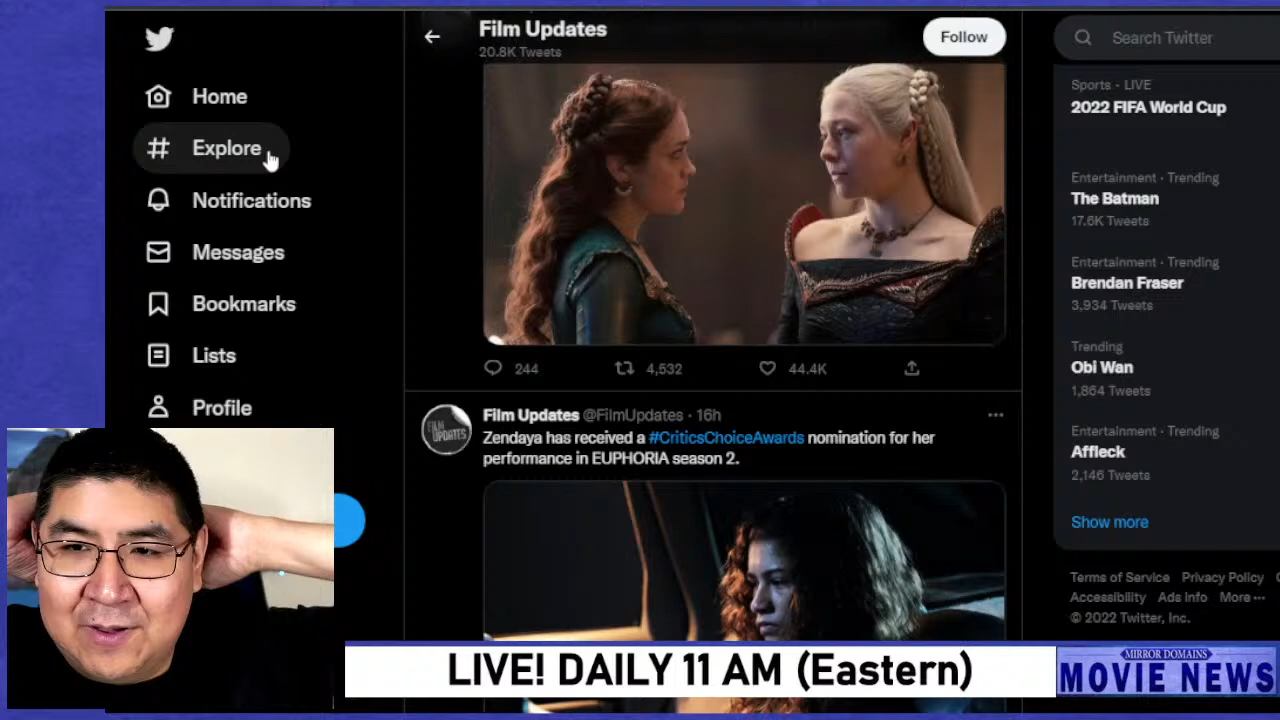 Home
Explore
Notifications
Messages
Bookmarks
Lists
Profile
Film Updates
20.8K Tweets
Follow
244
4,532
44.4K
FILM UPDATES
Film Updates @FilmUpdates · 16h
Zendaya has received a #CriticsChoiceAwards nomination for her
performance in EUPHORIA season 2.
Search Twitter
Sports · LIVE
2022 FIFA World Cup
Entertainment · Trending
The Batman
17.6K Tweets
Entertainment · Trending
Brendan Fraser
3,934 Tweets
Trending
Obi Wan
1,864 Tweets
Entertainment · Trending
Affleck
2,146 Tweets
Show more
Terms of Service Privacy Policy
Accessibility Ads info More ···
© 2022 Twitter, Inc.
LIVE! DAILY 11 AM (Eastern)
MIRROR DOMAINS
MOVIE NEWS